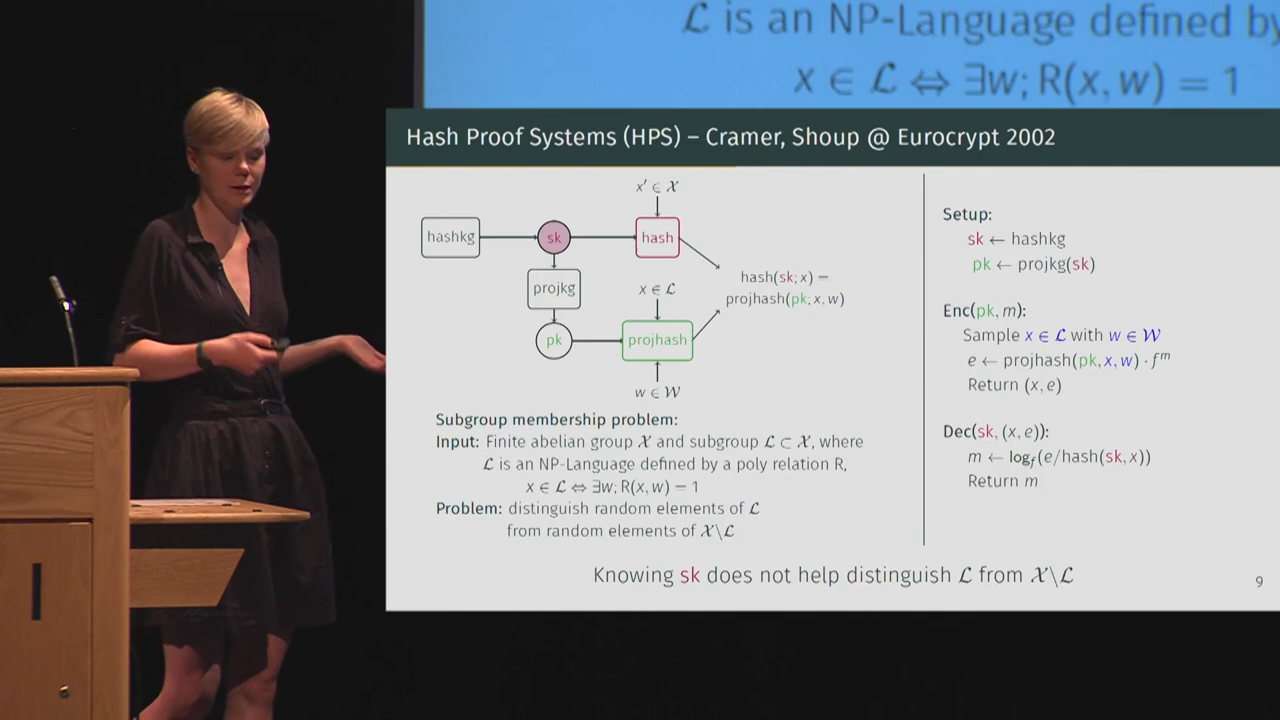 L is an NP-Language defined by
x ∈ L ⇔ ∃w; R(x, w) = 1
Hash Proof Systems (HPS) – Cramer, Shoup @ Eurocrypt 2002
x′ ∈ X
hashkg
sk
hash
hash(sk; x) =
projhash(pk; x, w)
projkg
x ∈ L
pk
projhash
w ∈ W
Subgroup membership problem:
Input: Finite abelian group X and subgroup L ⊂ X, where
L is an NP-Language defined by a poly relation R,
x ∈ L ⇔ ∃w; R(x, w) = 1
Problem: distinguish random elements of L
from random elements of X\L
Setup:
sk ← hashkg
pk ← projkg(sk)
Enc(pk, m):
Sample x ∈ L with w ∈ W
e ← projhash(pk, x, w) · fᵐ
Return (x, e)
Dec(sk, (x, e)):
m ← log_f(e/hash(sk, x))
Return m
Knowing sk does not help distinguish L from X\L
9